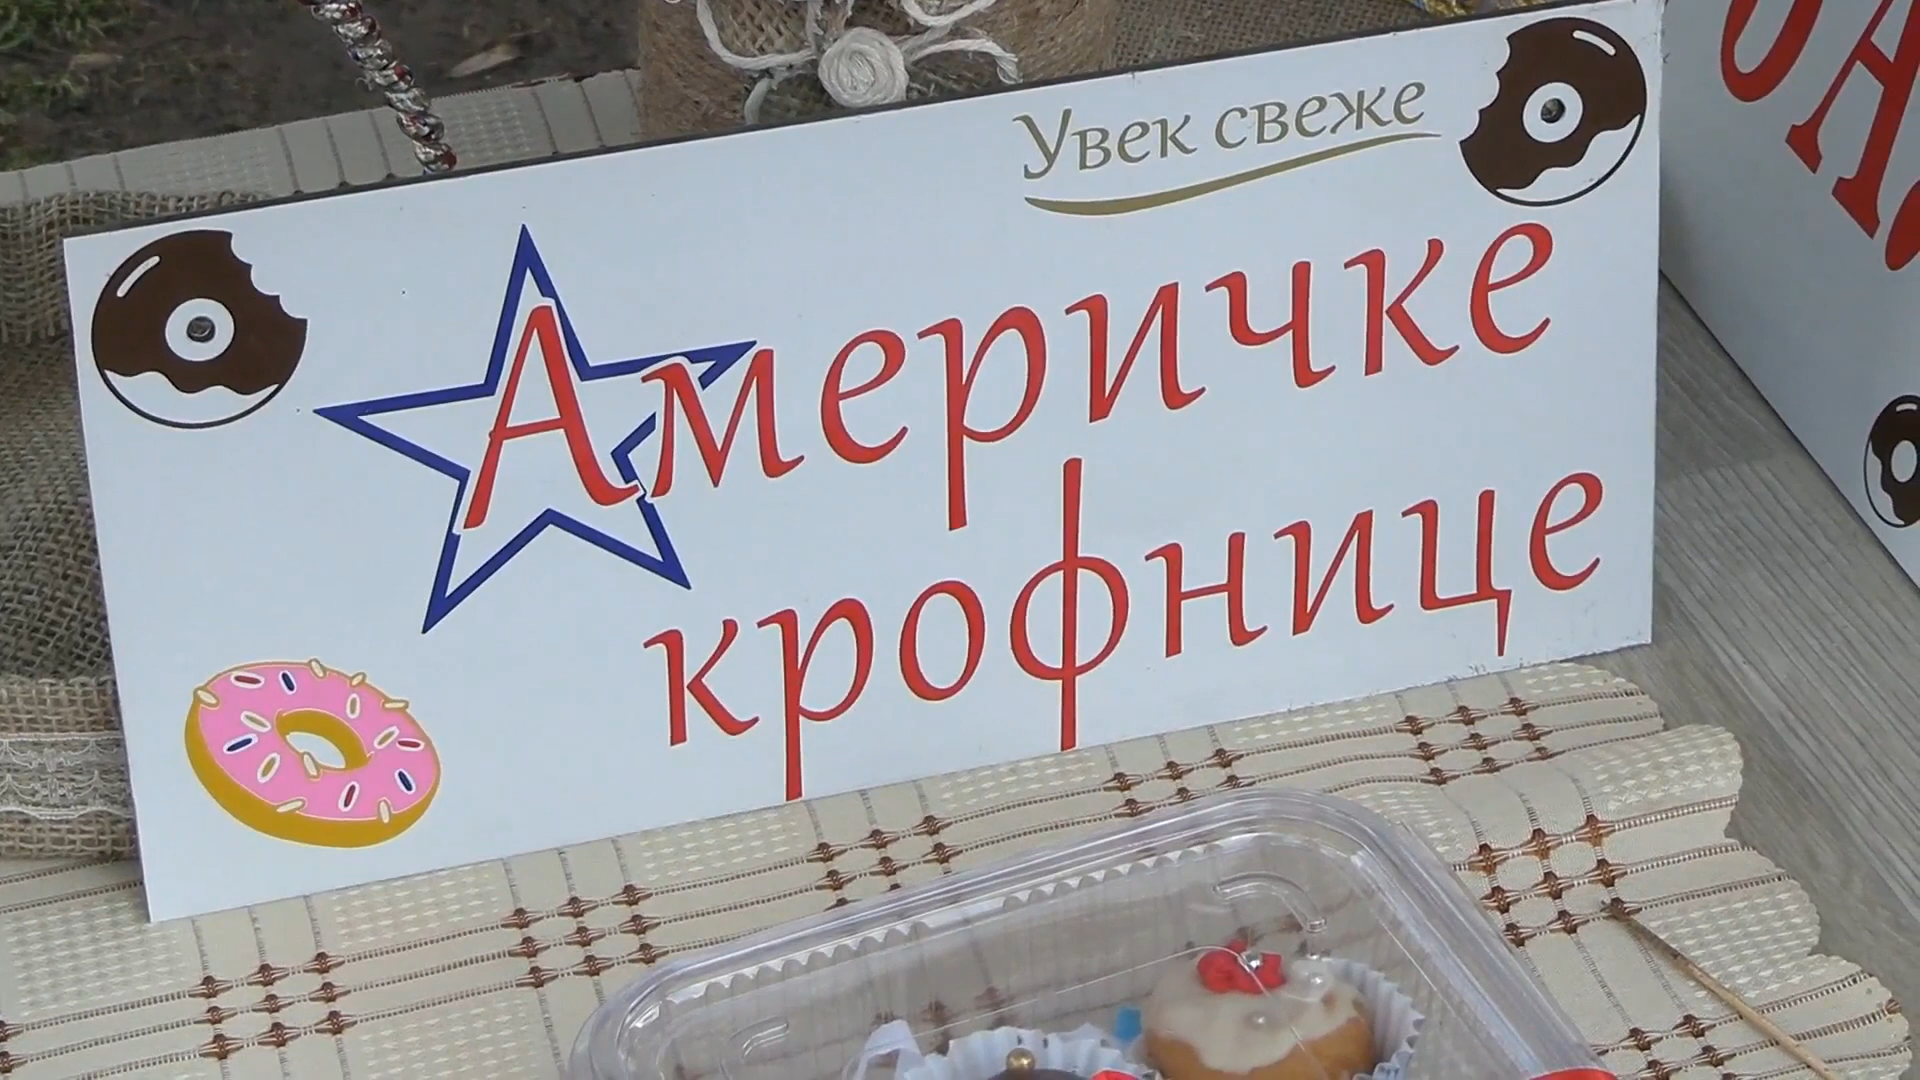 Увек свеже
Америчке
крофнице